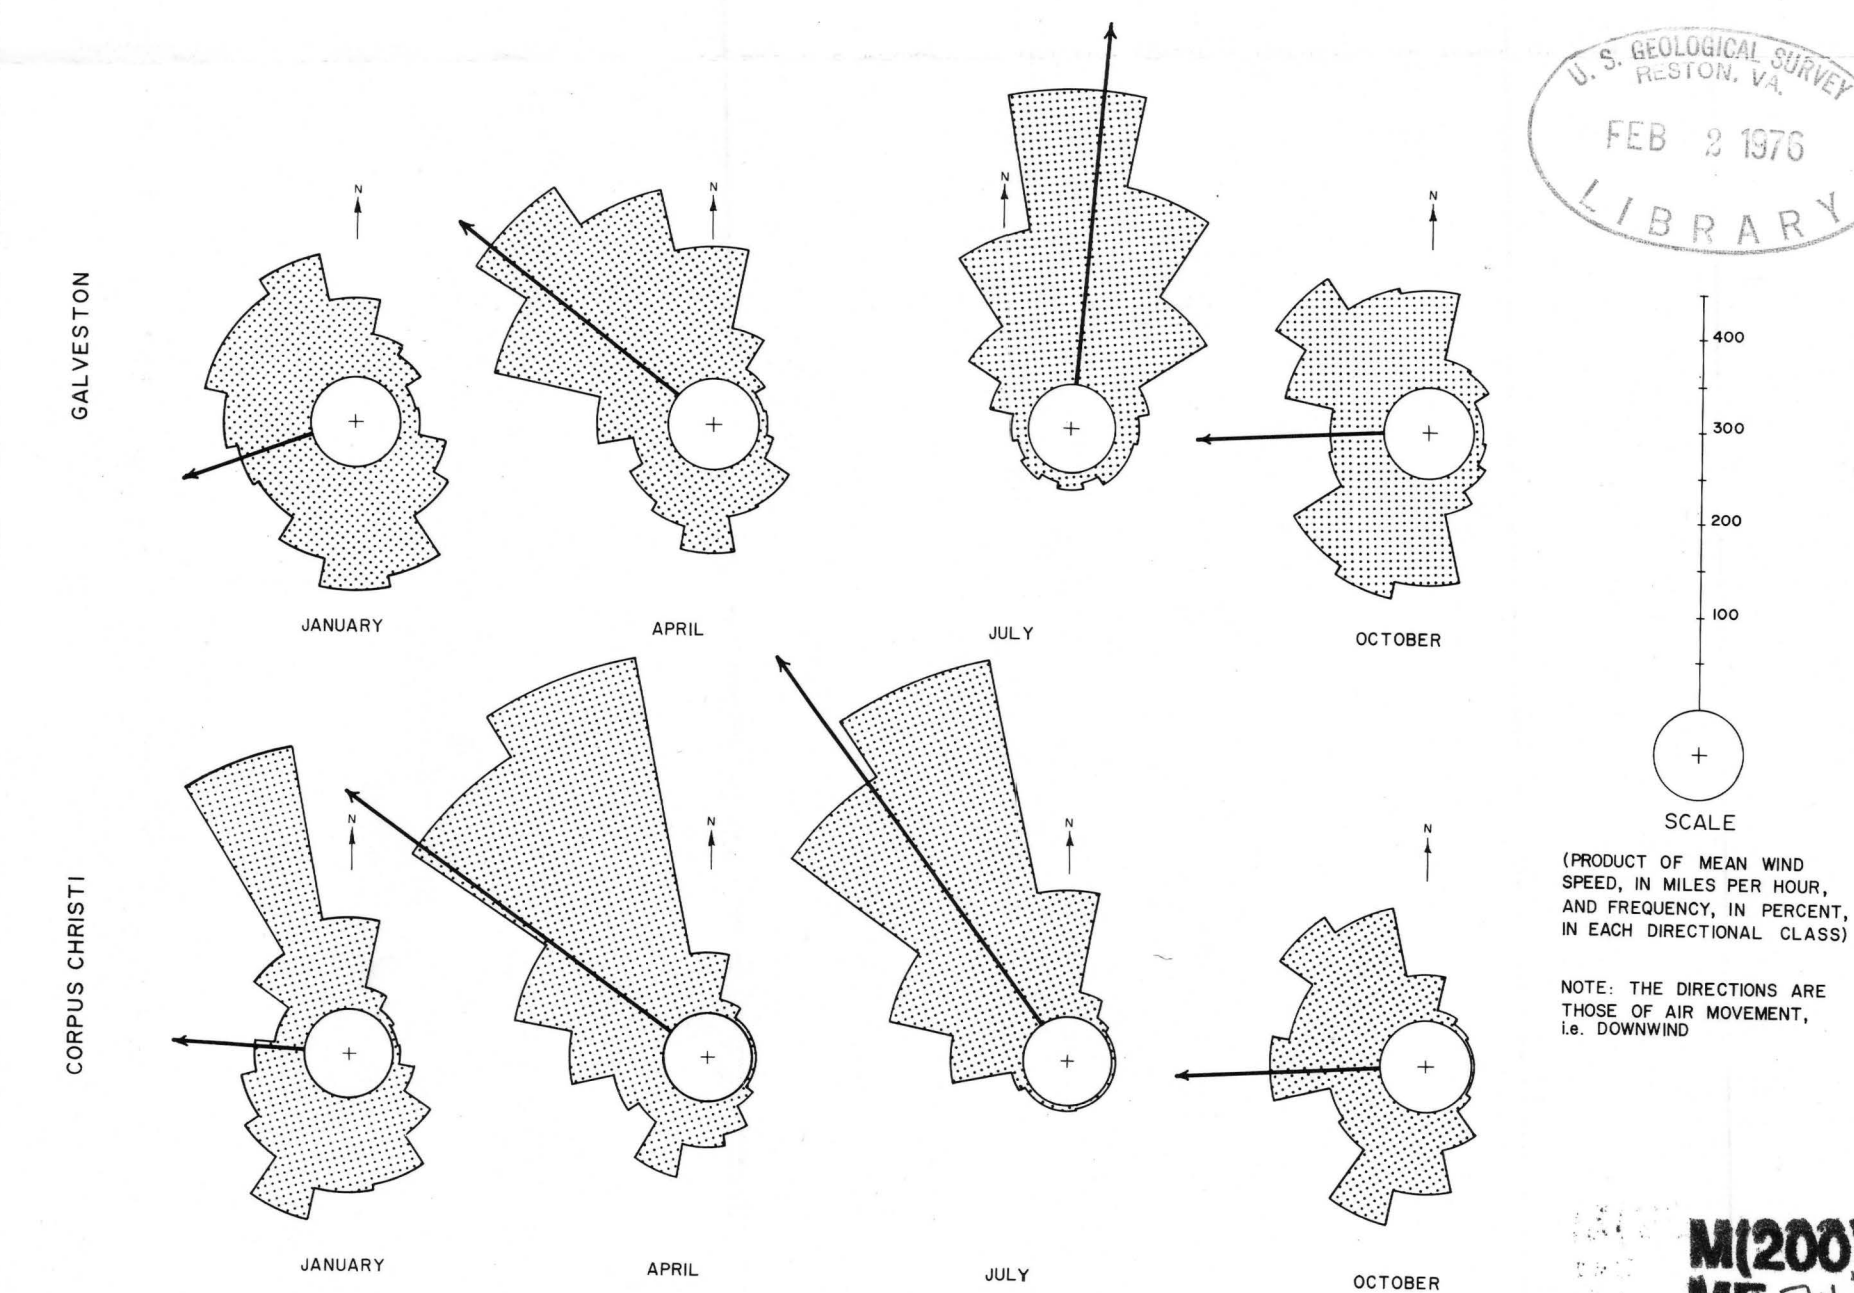 U. S. GEOLOGICAL SURVEY
RESTON, VA.
FEB 2 1976
LIBRARY
GALVESTON
N
N
N
N
JANUARY
APRIL
JULY
OCTOBER
400
300
200
100
SCALE
(PRODUCT OF MEAN WIND
SPEED, IN MILES PER HOUR,
AND FREQUENCY, IN PERCENT,
IN EACH DIRECTIONAL CLASS)
NOTE: THE DIRECTIONS ARE
THOSE OF AIR MOVEMENT,
i.e. DOWNWIND
CORPUS CHRISTI
N
N
N
N
JANUARY
APRIL
JULY
OCTOBER
M(200)